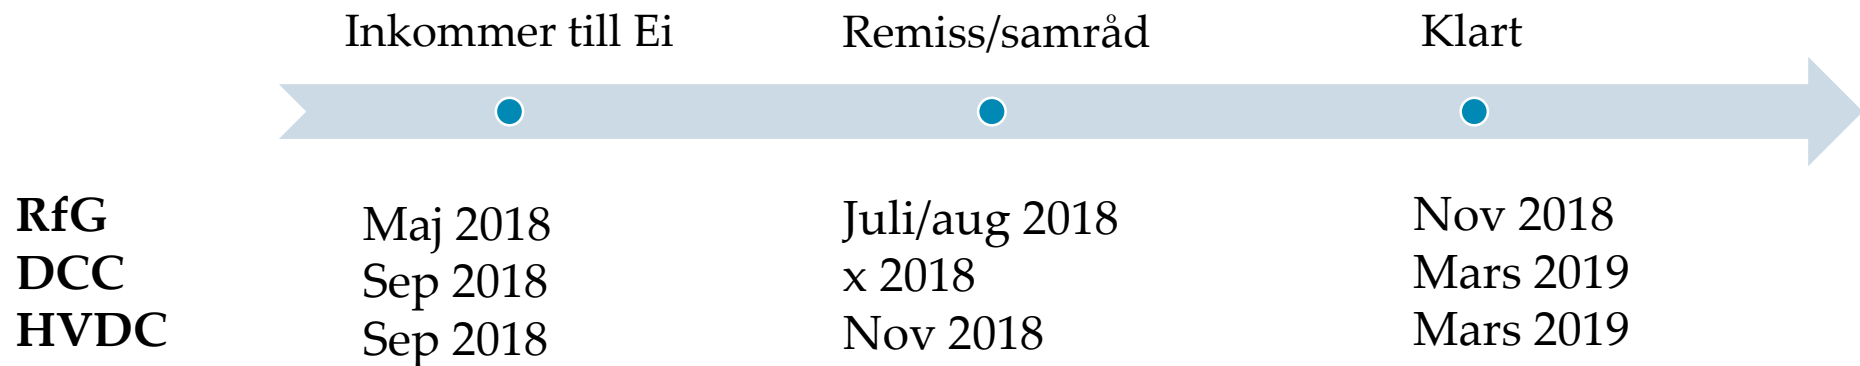 Inkommer till Ei Remiss/samråd Klart
RfG Maj 2018 Juli/aug 2018 Nov 2018
DCC Sep 2018 x 2018 Mars 2019
HVDC Sep 2018 Nov 2018 Mars 2019